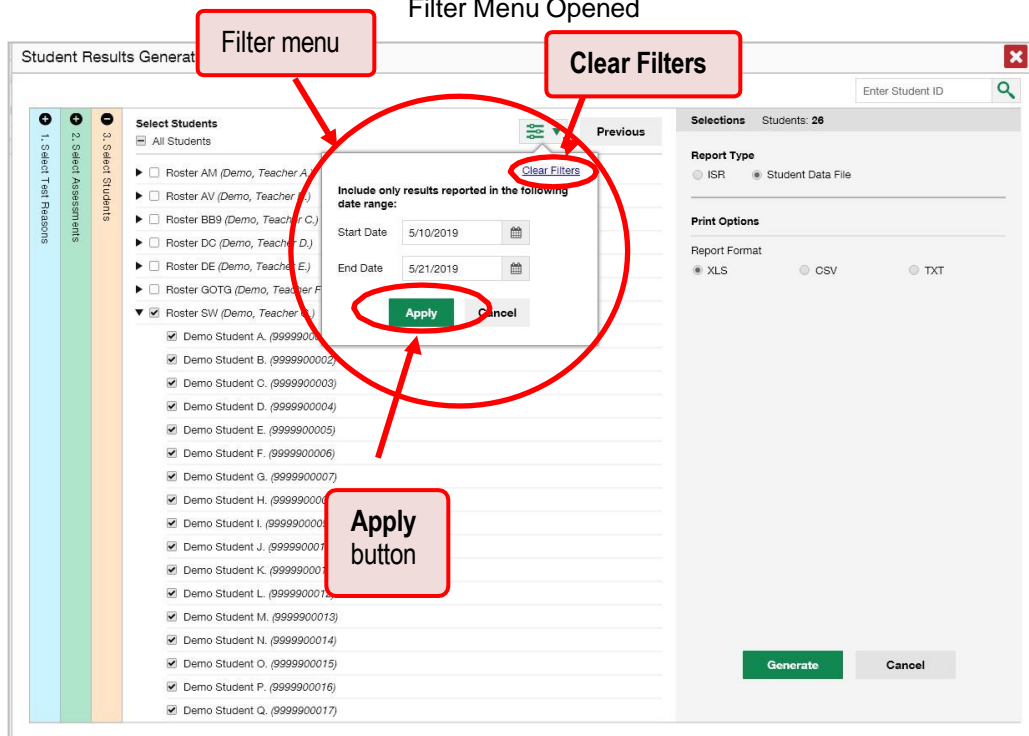 Filter Menu Opened
Filter menu
Clear Filters
Student Results Generat
Enter Student ID
1. Select Test Reasons
2. Select Assessments
3. Select Students
Select Students
All Students
Previous
Clear Filters
Include only results reported in the following
date range:
Start Date 5/10/2019
End Date 5/21/2019
Apply Cancel
Roster AM (Demo, Teacher A.)
Roster AV (Demo, Teacher B.)
Roster BB9 (Demo, Teacher C.)
Roster DC (Demo, Teacher D.)
Roster DE (Demo, Teacher E.)
Roster GOTG (Demo, Teacher F
Roster SW (Demo, Teacher G.)
Demo Student A. (99999000
Demo Student B. (9999900002)
Demo Student C. (9999900003)
Demo Student D. (9999900004)
Demo Student E. (9999900005)
Demo Student F. (9999900006)
Demo Student G. (9999900007)
Demo Student H. (999990000
Demo Student I. (9999900009
Demo Student J. (999990001
Demo Student K. (999990001
Demo Student L. (9999900012)
Demo Student M. (9999900013)
Demo Student N. (9999900014)
Demo Student O. (9999900015)
Demo Student P. (9999900016)
Demo Student Q. (9999900017)
Apply
button
Selections Students: 26
Report Type
ISR Student Data File
Print Options
Report Format
XLS CSV TXT
Generate Cancel